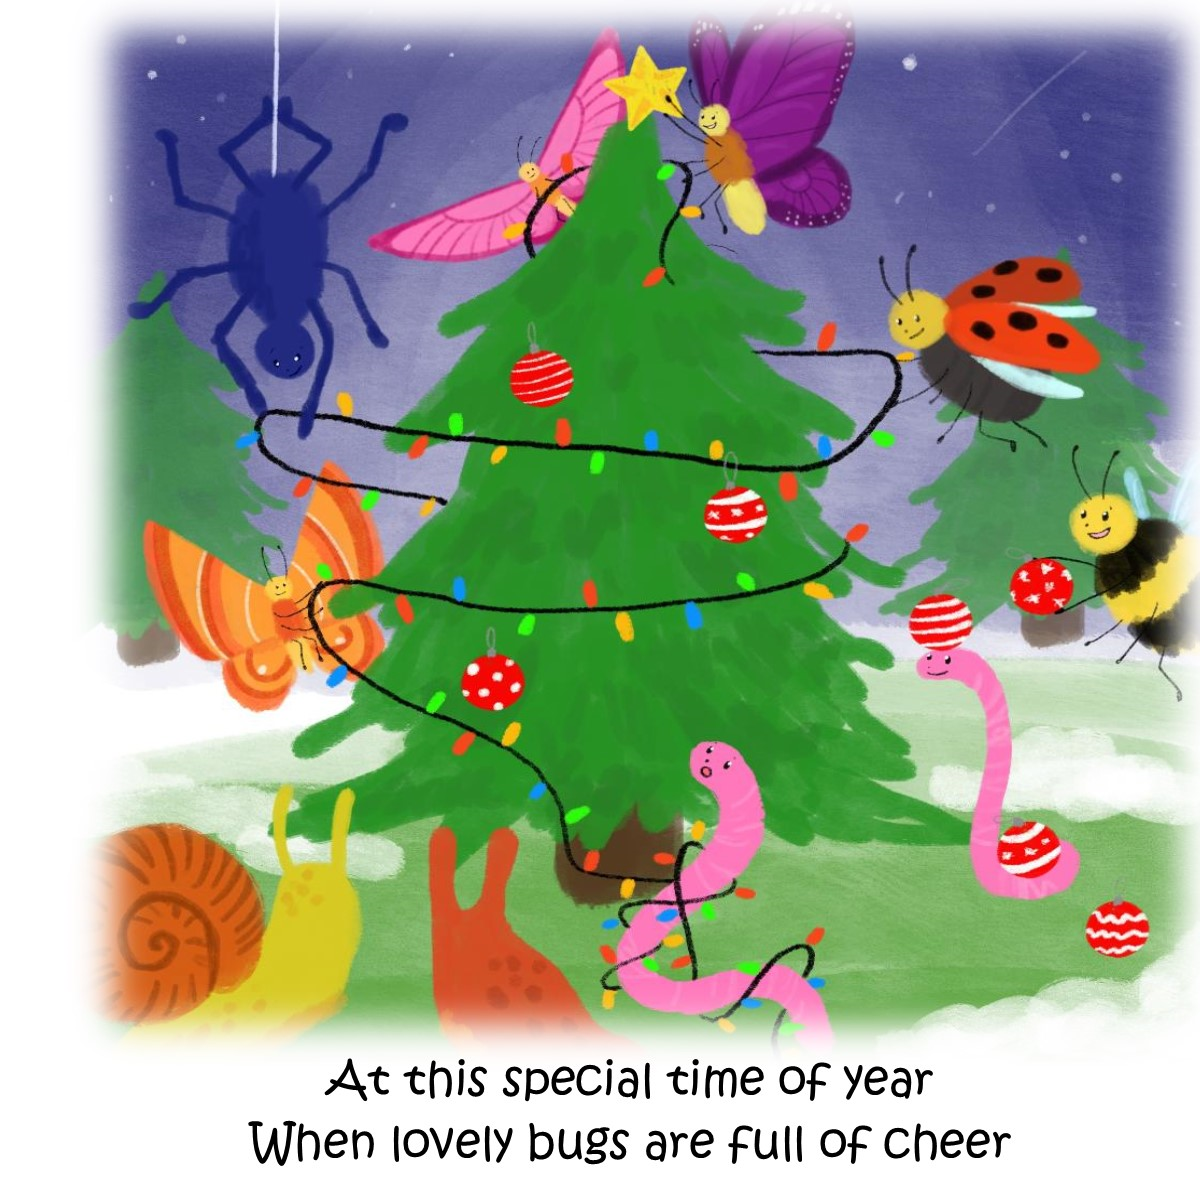 At this special time of year
When lovely bugs are full of cheer